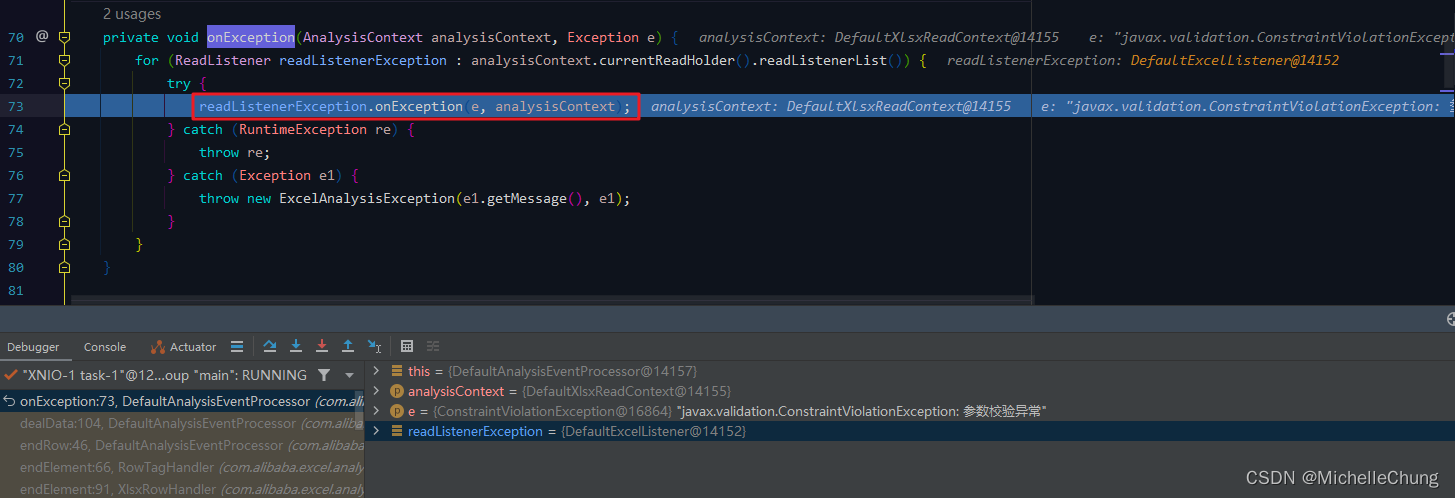 2 usages
70 @ private void onException(AnalysisContext analysisContext, Exception e) { analysisContext: DefaultXlsxReadContext@14155 e: "javax.validation.ConstraintViolationExcept
71 for (ReadListener readListenerException : analysisContext.currentReadHolder().readListenerList()) { readListenerException: DefaultExcelListener@14152
72 try {
73 readListenerException.onException(e, analysisContext); analysisContext: DefaultXlsxReadContext@14155 e: "javax.validation.ConstraintViolationException:
74 } catch (RuntimeException re) {
75 throw re;
76 } catch (Exception e1) {
77 throw new ExcelAnalysisException(e1.getMessage(), e1);
78 }
79 }
80 }
81
Debugger Console Actuator
"XNIO-1 task-1"@12...oup "main": RUNNING
onException:73, DefaultAnalysisEventProcessor (com.aliba
dealData:104, DefaultAnalysisEventProcessor (com.alibab
endRow:46, DefaultAnalysisEventProcessor (com.alibaba
endElement:66, RowTagHandler (com.alibaba.excel.analy
endElement:91, XlsxRowHandler (com.alibaba.excel.analy
this = {DefaultAnalysisEventProcessor@14157}
analysisContext = {DefaultXlsxReadContext@14155}
e = {ConstraintViolationException@16864} "javax.validation.ConstraintViolationException: 参数校验异常"
readListenerException = {DefaultExcelListener@14152}
CSDN @MichelleChung